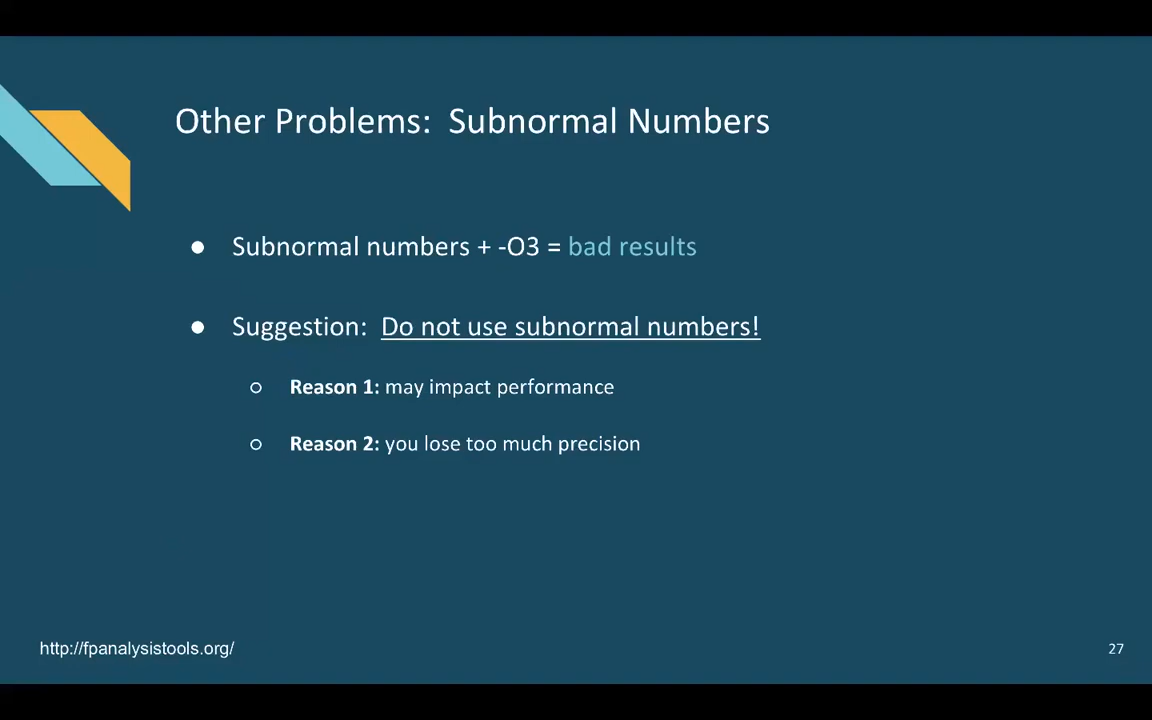 Other Problems: Subnormal Numbers
● Subnormal numbers + -O3 = bad results
● Suggestion: Do not use subnormal numbers!
○ Reason 1: may impact performance
○ Reason 2: you lose too much precision
http://fpanalysistools.org/
27